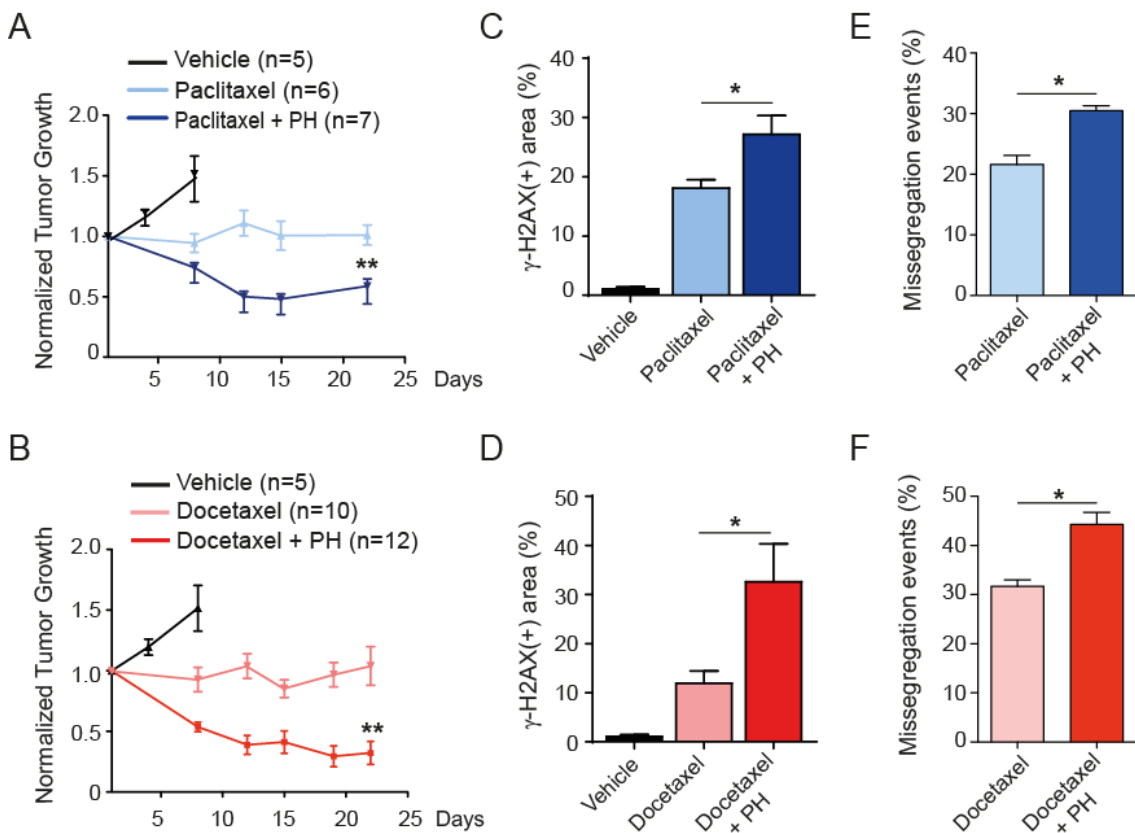 A
Vehicle (n=5)
Paclitaxel (n=6)
Paclitaxel + PH (n=7)
Normalized Tumor Growth
2.0
1.5
1.0
0.5
0
**
5 10 15 20 25 Days
C
γ-H2AX(+) area (%)
40
30
20
10
0
*
Vehicle
Paclitaxel
Paclitaxel
+ PH
E
Missegregation events (%)
40
30
20
10
0
*
Paclitaxel
Paclitaxel
+ PH
B
Vehicle (n=5)
Docetaxel (n=10)
Docetaxel + PH (n=12)
Normalized Tumor Growth
2.0
1.5
1.0
0.5
0
**
5 10 15 20 25 Days
D
γ-H2AX(+) area (%)
50
40
30
20
10
0
*
Vehicle
Docetaxel
Docetaxel
+ PH
F
Missegregation events (%)
50
40
30
20
10
0
*
Docetaxel
Docetaxel
+ PH